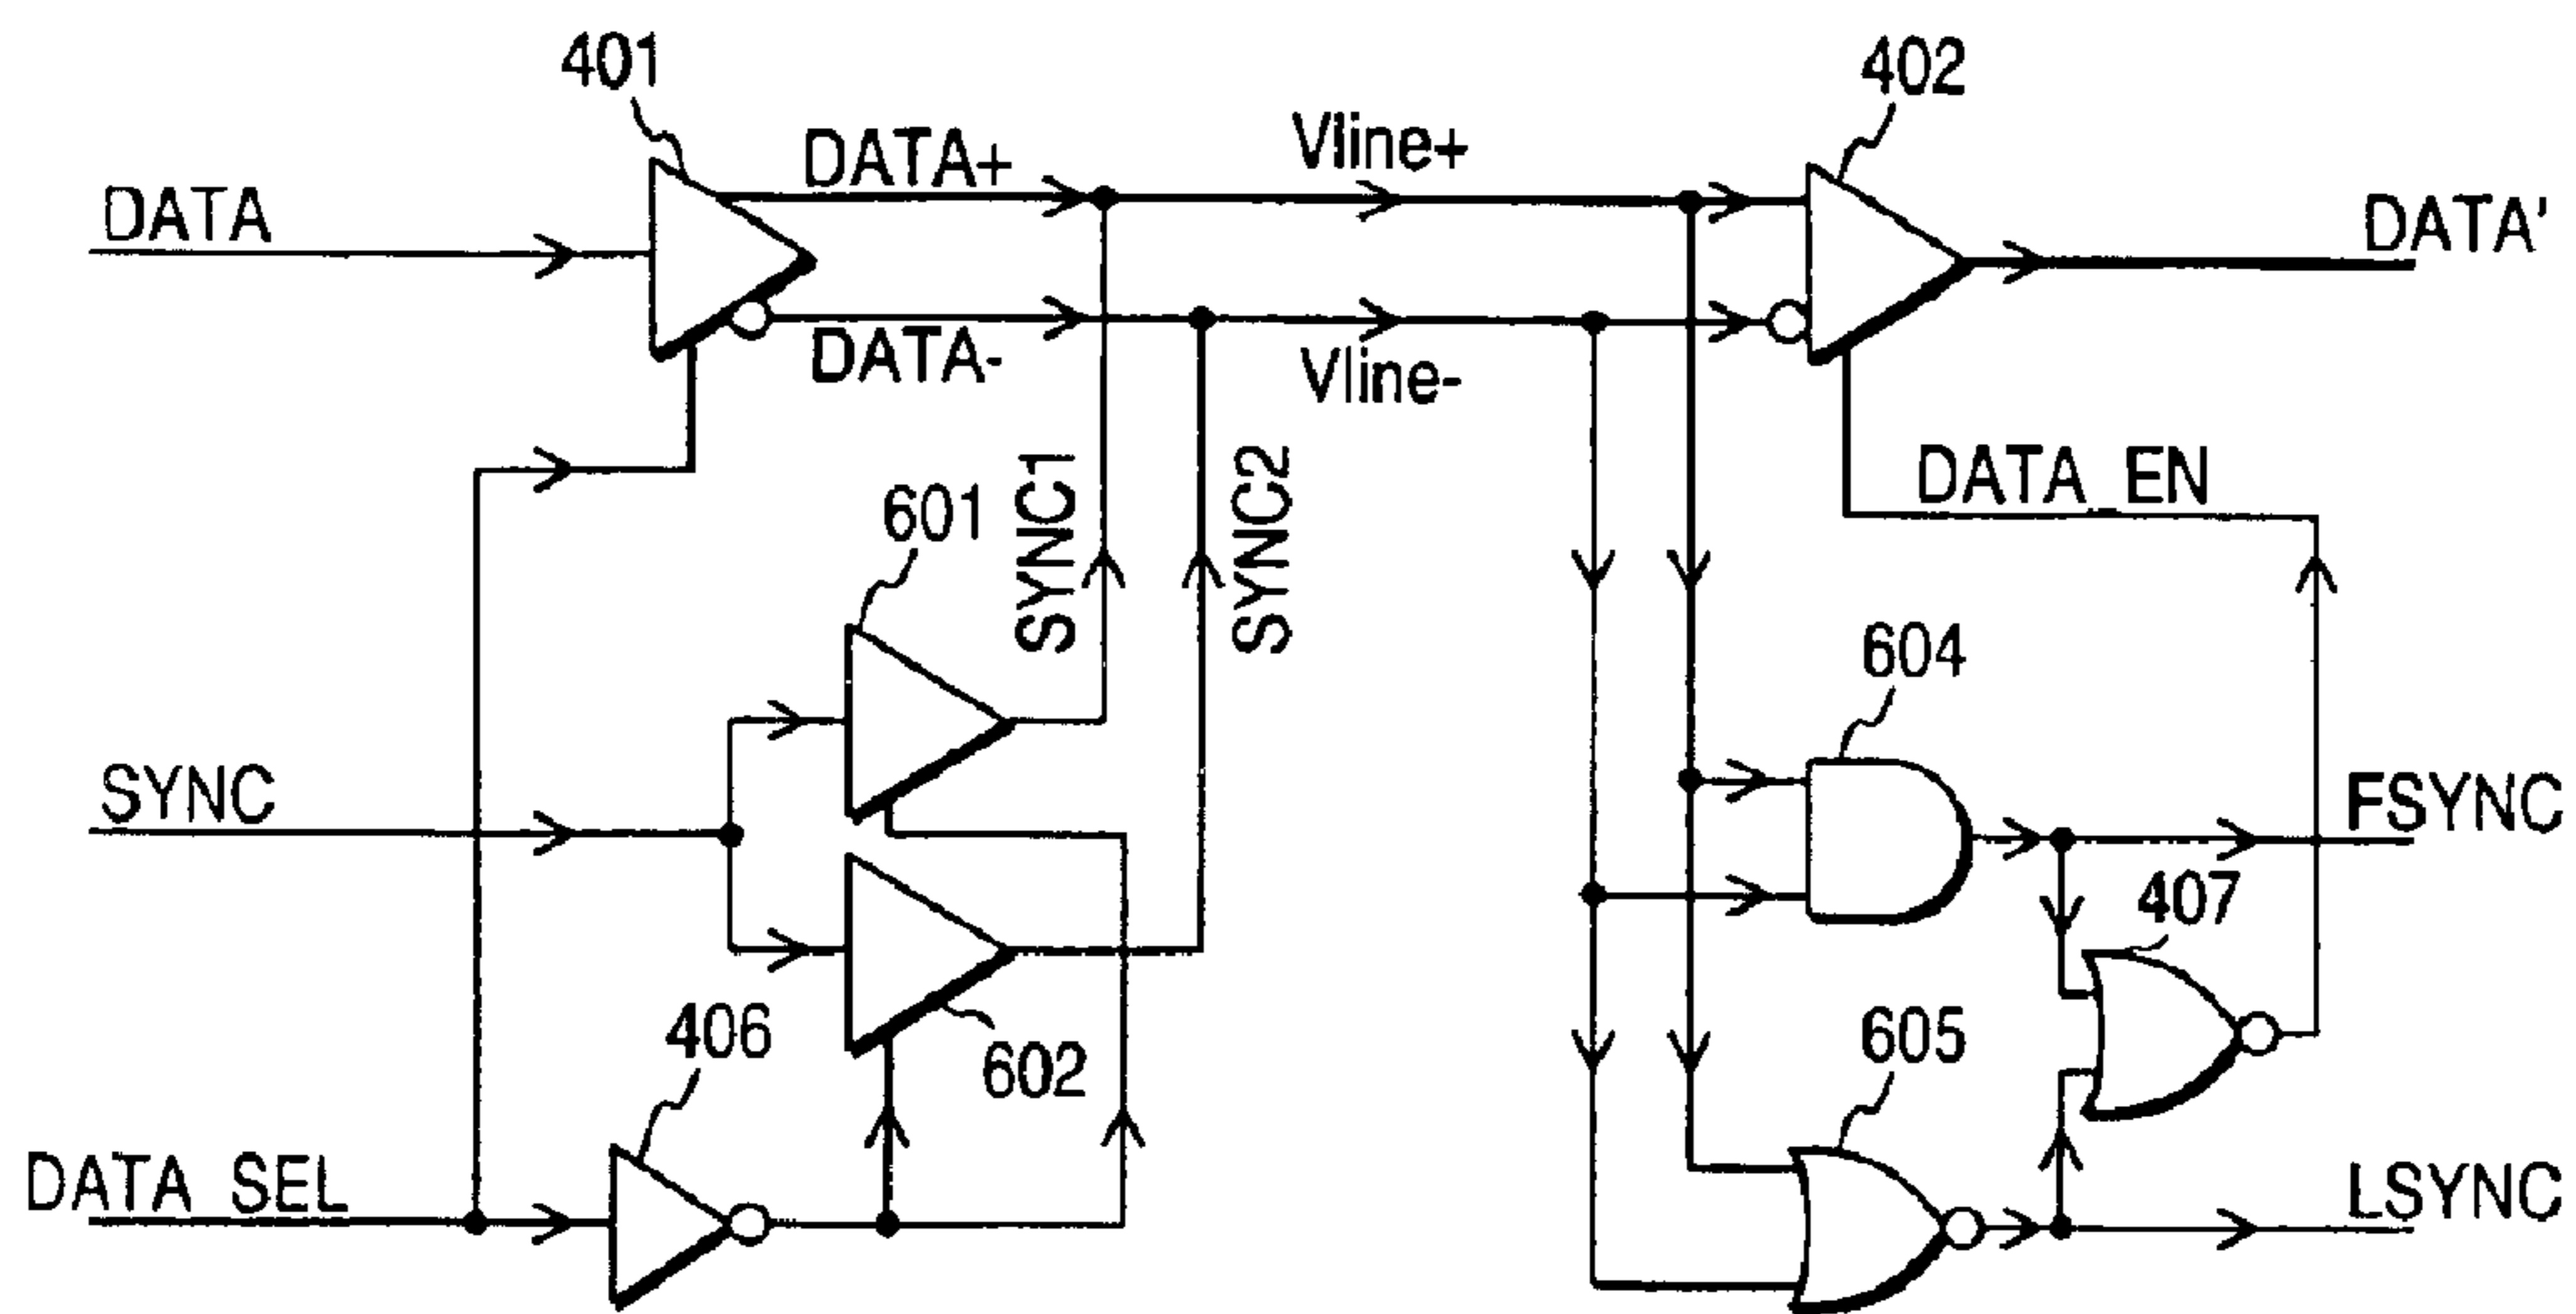 401
402
DATA+
Vline+
DATA
DATA'
DATA-
Vline-
SYNC1
SYNC2
DATA_EN
601
604
SYNC
FSYNC
407
406
602
605
DATA_SEL
LSYNC